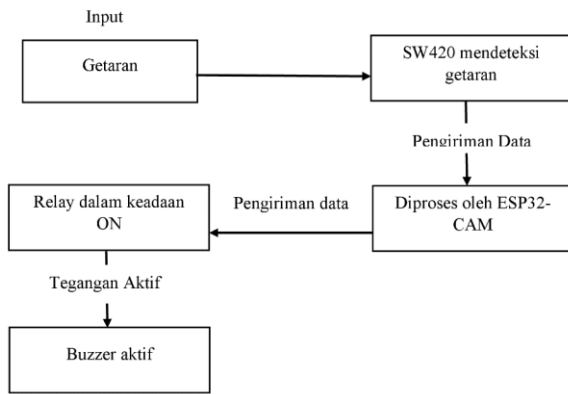 Input
Getaran
SW420 mendeteksi
getaran
Pengiriman Data
Diproses oleh ESP32-
CAM
Pengiriman data
Relay dalam keadaan
ON
Tegangan Aktif
Buzzer aktif